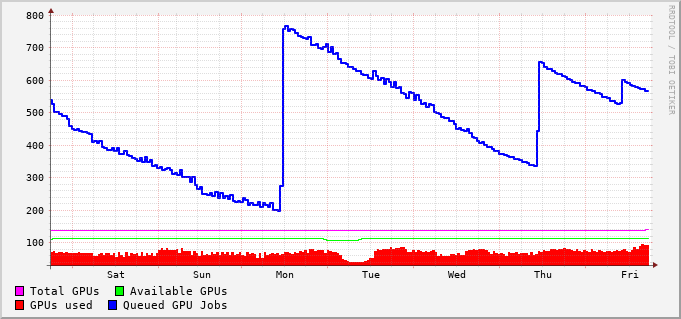 800
700
600
500
400
300
200
100
Sat Sun Mon Tue Wed Thu Fri
RRDTOOL / TOBI OETIKER
Total GPUs Available GPUs
GPUs used Queued GPU Jobs